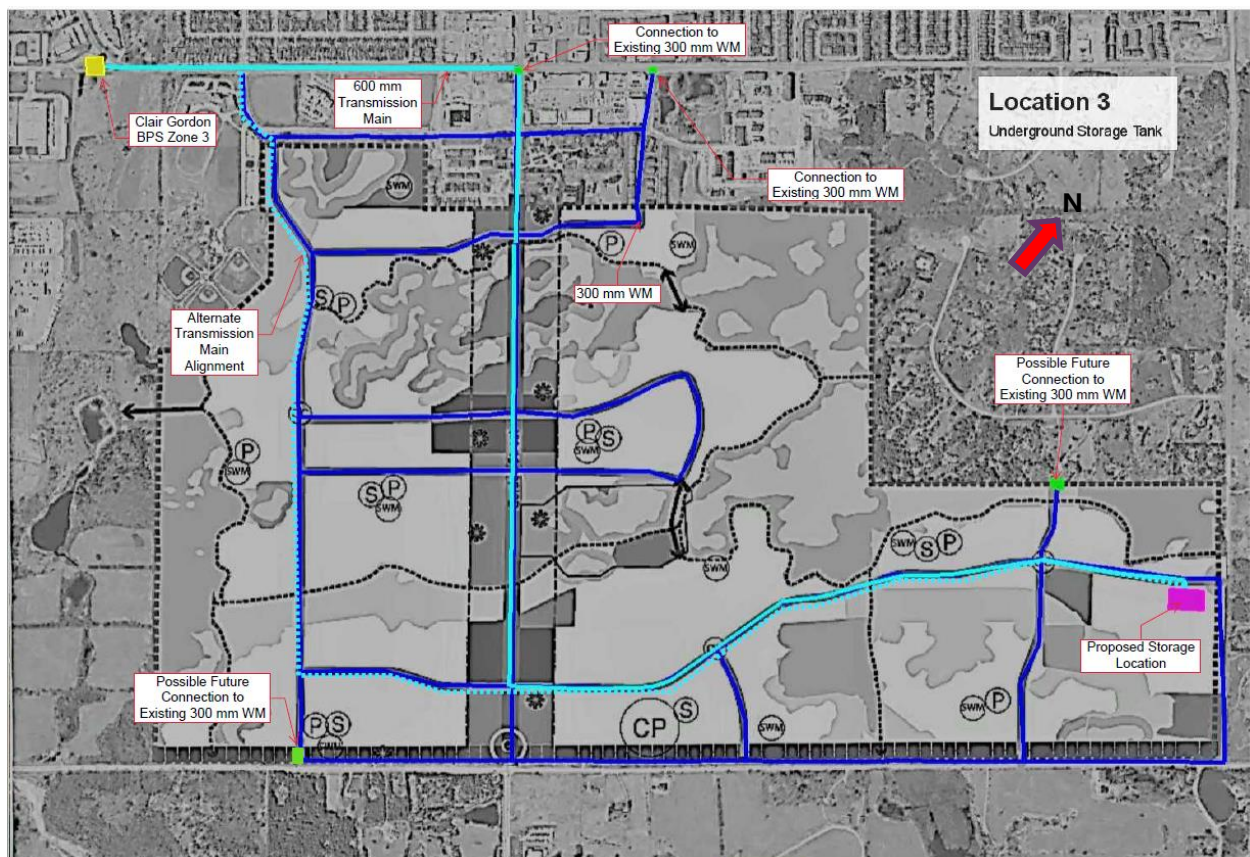 Connection to
Existing 300 mm WM
600 mm
Transmission
Main
Clair Gordon
BPS Zone 3
Location 3
Underground Storage Tank
Connection to
Existing 300 mm WM
N
SWM
P
SWM
300 mm WM
S P
Alternate
Transmission
Main
Alignment
Possible Future
Connection to
Existing 300 mm WM
P
S
SWM
P
SWM
S P
SWM
SWM
SWM
S P
Proposed Storage
Location
Possible Future
Connection to
Existing 300 mm WM
P S
SWM
CP
S
SWM
SWM P